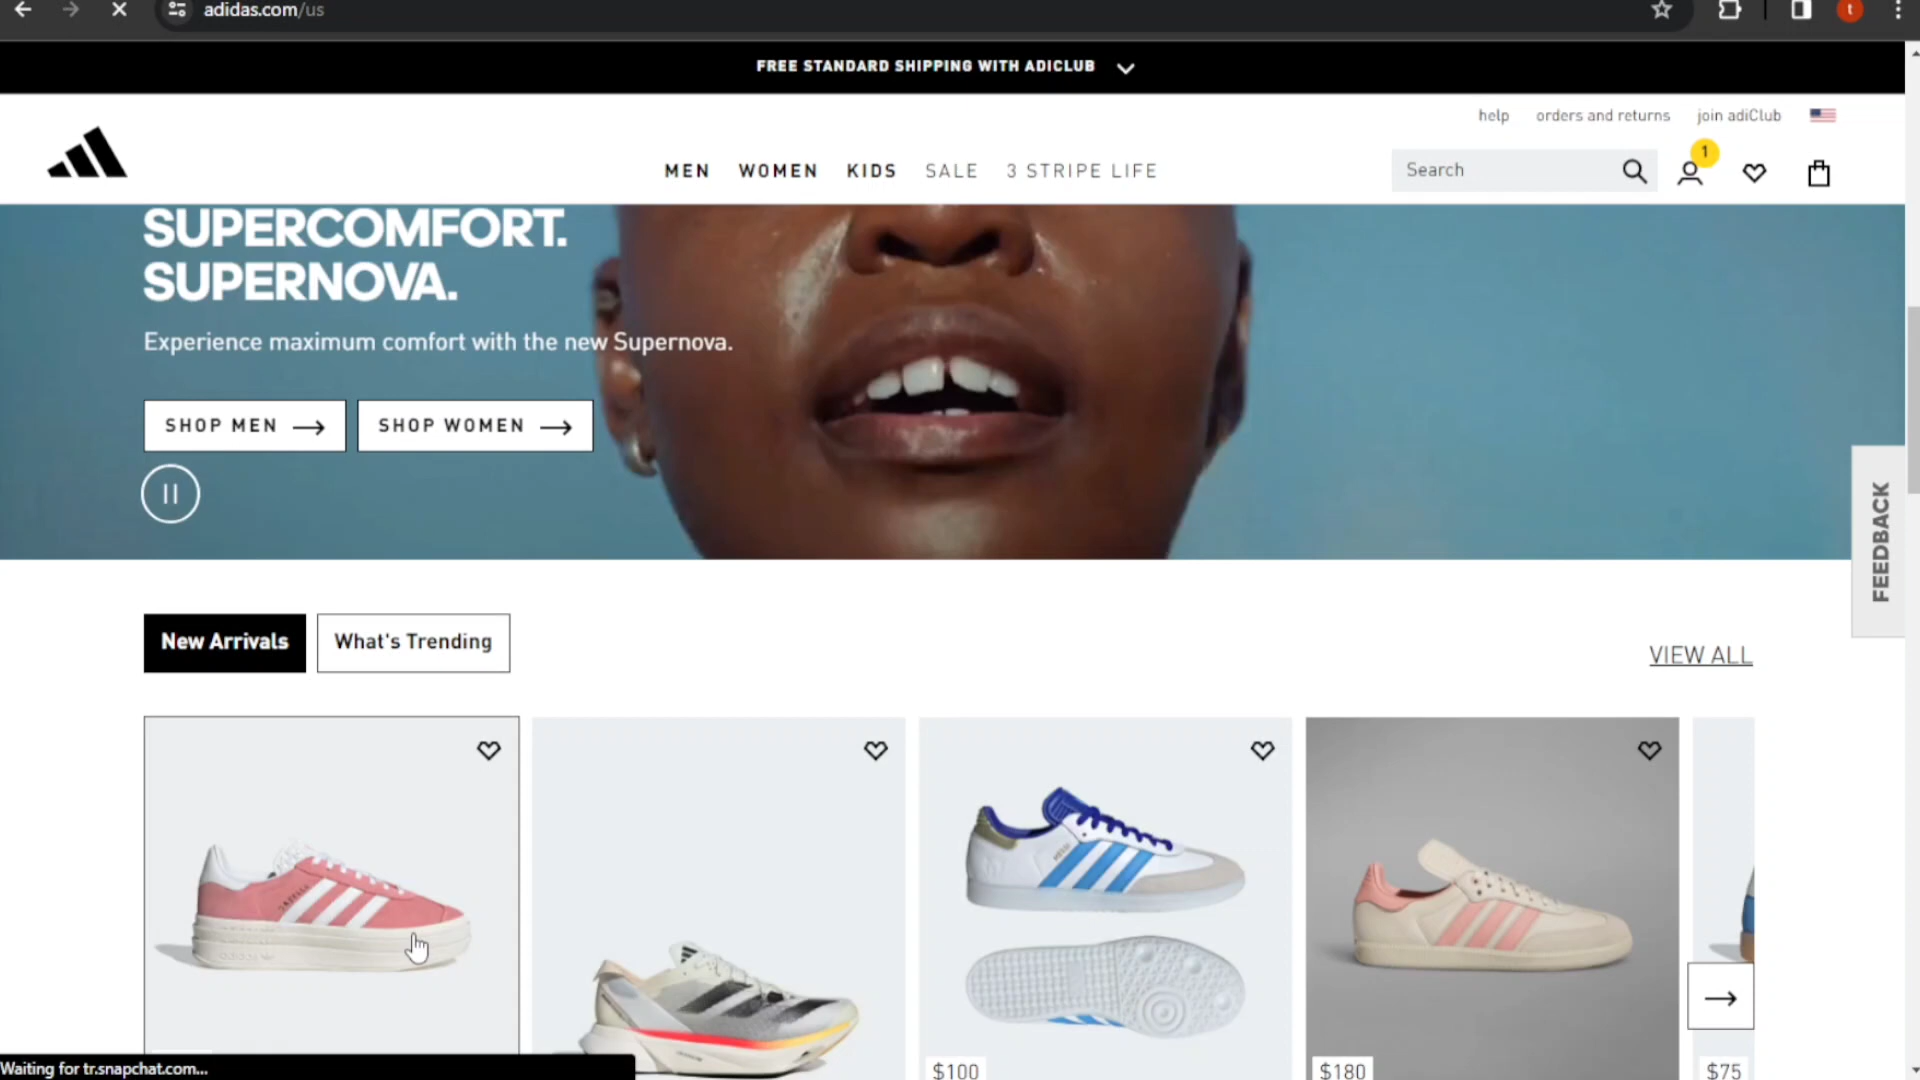 adidas.com/us
FREE STANDARD SHIPPING WITH ADICLUB
help orders and returns join adiClub
1
MEN WOMEN KIDS SALE 3 STRIPE LIFE
Search
SUPERCOMFORT.
SUPERNOVA.
Experience maximum comfort with the new Supernova.
SHOP MEN
SHOP WOMEN
FEEDBACK
New Arrivals
What's Trending
VIEW ALL
$100
$180
$75
Waiting for tr.snapchat.com...